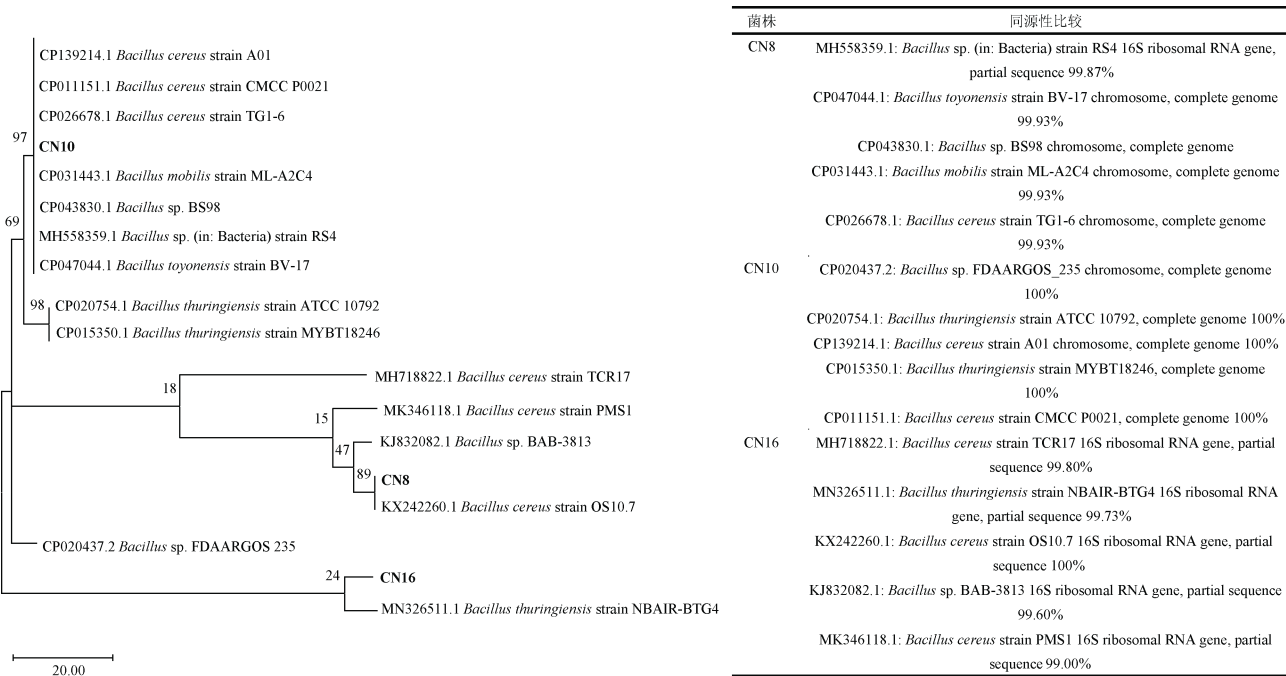 CP139214.1 Bacillus cereus strain A01
CP011151.1 Bacillus cereus strain CMCC P0021
CP026678.1 Bacillus cereus strain TG1-6
97
CN10
CP031443.1 Bacillus mobilis strain ML-A2C4
CP043830.1 Bacillus sp. BS98
69
MH558359.1 Bacillus sp. (in: Bacteria) strain RS4
CP047044.1 Bacillus toyonensis strain BV-17
98
CP020754.1 Bacillus thuringiensis strain ATCC 10792
CP015350.1 Bacillus thuringiensis strain MYBT18246
18
MH718822.1 Bacillus cereus strain TCR17
15
MK346118.1 Bacillus cereus strain PMS1
47
KJ832082.1 Bacillus sp. BAB-3813
89
CN8
KX242260.1 Bacillus cereus strain OS10.7
CP020437.2 Bacillus sp. FDAARGOS 235
24
CN16
MN326511.1 Bacillus thuringiensis strain NBAIR-BTG4
20.00
菌株 同源性比较
CN8 MH558359.1: Bacillus sp. (in: Bacteria) strain RS4 16S ribosomal RNA gene,
partial sequence 99.87%
CP047044.1: Bacillus toyonensis strain BV-17 chromosome, complete genome
99.93%
CP043830.1: Bacillus sp. BS98 chromosome, complete genome
CP031443.1: Bacillus mobilis strain ML-A2C4 chromosome, complete genome
99.93%
CP026678.1: Bacillus cereus strain TG1-6 chromosome, complete genome
99.93%
CN10 CP020437.2: Bacillus sp. FDAARGOS_235 chromosome, complete genome
100%
CP020754.1: Bacillus thuringiensis strain ATCC 10792, complete genome 100%
CP139214.1: Bacillus cereus strain A01 chromosome, complete genome 100%
CP015350.1: Bacillus thuringiensis strain MYBT18246, complete genome
100%
CP011151.1: Bacillus cereus strain CMCC P0021, complete genome 100%
CN16 MH718822.1: Bacillus cereus strain TCR17 16S ribosomal RNA gene, partial
sequence 99.80%
MN326511.1: Bacillus thuringiensis strain NBAIR-BTG4 16S ribosomal RNA
gene, partial sequence 99.73%
KX242260.1: Bacillus cereus strain OS10.7 16S ribosomal RNA gene, partial
sequence 100%
KJ832082.1: Bacillus sp. BAB-3813 16S ribosomal RNA gene, partial sequence
99.60%
MK346118.1: Bacillus cereus strain PMS1 16S ribosomal RNA gene, partial
sequence 99.00%